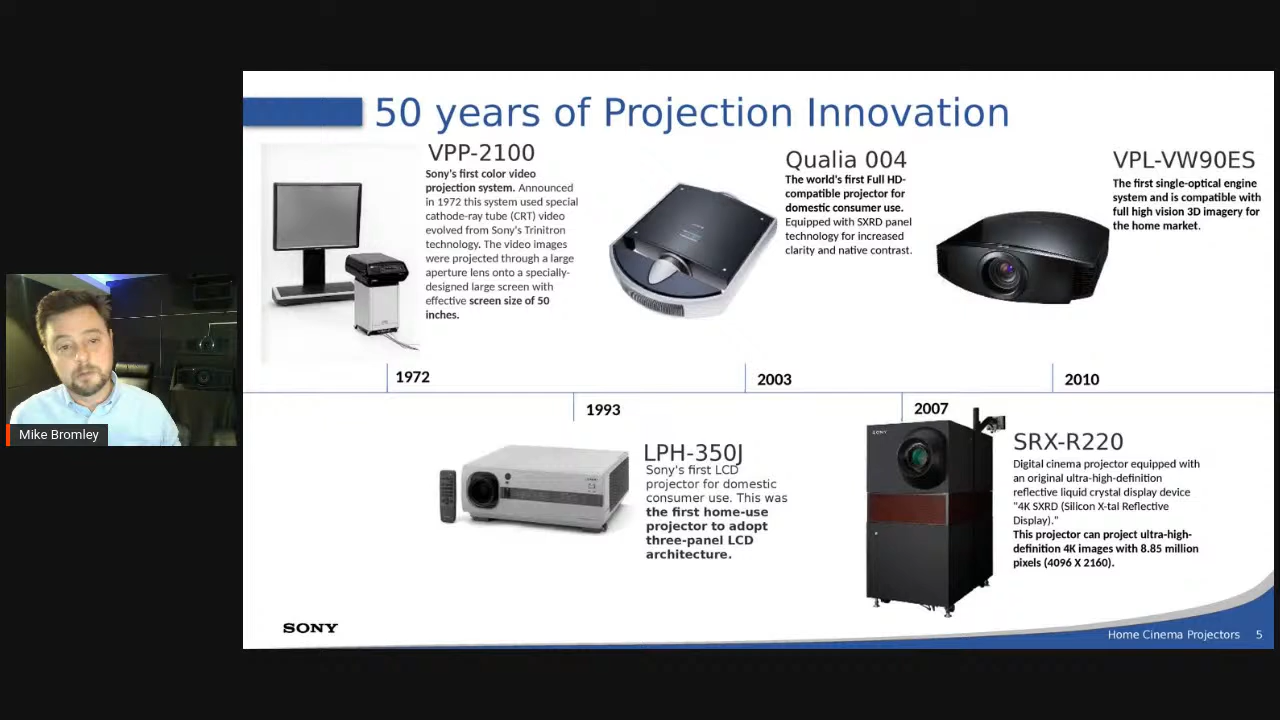 50 years of Projection Innovation
VPP-2100
Sony's first color video
projection system. Announced
in 1972 this system used special
cathode-ray tube (CRT) video
evolved from Sony's Trinitron
technology. The video images
were projected through a large
aperture lens onto a specially-
designed large screen with
effective screen size of 50
inches.
Qualia 004
The world's first Full HD-
compatible projector for
domestic consumer use.
Equipped with SXRD panel
technology for increased
clarity and native contrast.
VPL-VW90ES
The first single-optical engine
system and is compatible with
full high vision 3D imagery for
the home market.
1972
2003
2010
1993
2007
LPH-350J
Sony's first LCD
projector for domestic
consumer use. This was
the first home-use
projector to adopt
three-panel LCD
architecture.
SONY
SRX-R220
Digital cinema projector equipped with
an original ultra-high-definition
reflective liquid crystal display device
"4K SXRD (Silicon X-tal Reflective
Display)."
This projector can project ultra-high-
definition 4K images with 8.85 million
pixels (4096 X 2160).
Mike Bromley
SONY
Home Cinema Projectors 5